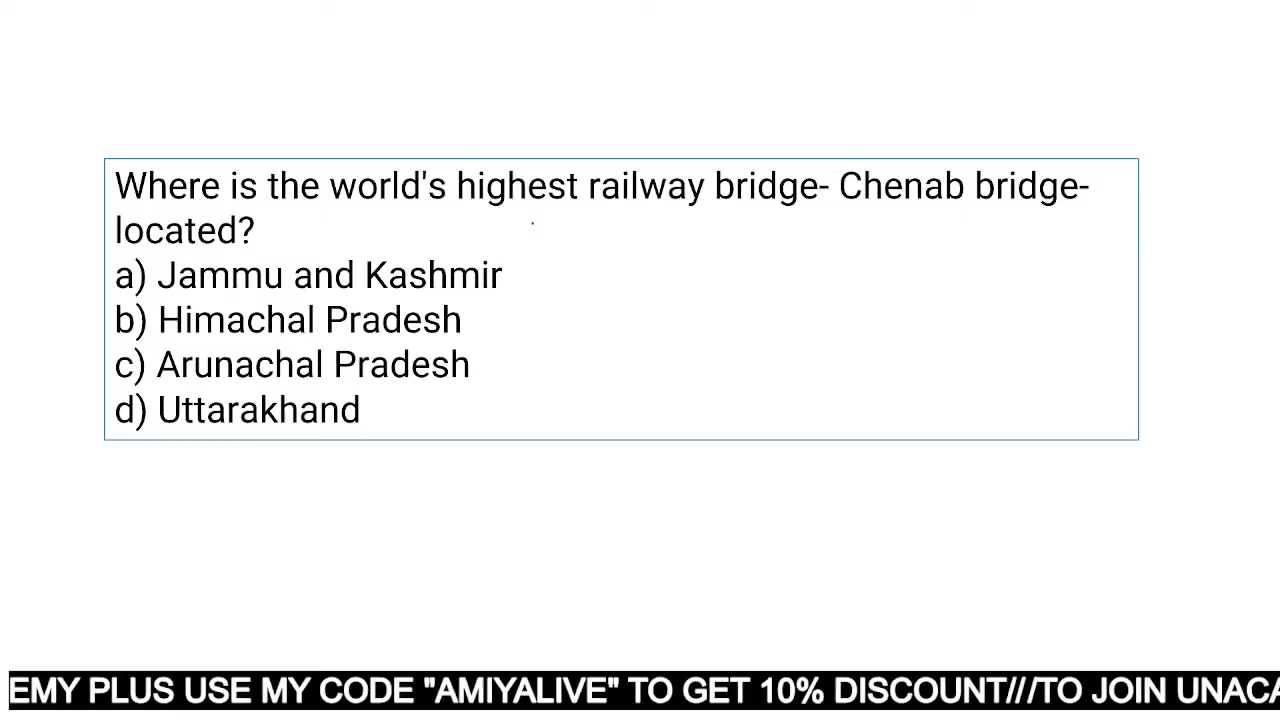 Where is the world's highest railway bridge- Chenab bridge-
located?
a) Jammu and Kashmir
b) Himachal Pradesh
c) Arunachal Pradesh
d) Uttarakhand
EMY PLUS USE MY CODE "AMIYALIVE" TO GET 10% DISCOUNT///TO JOIN UNACA